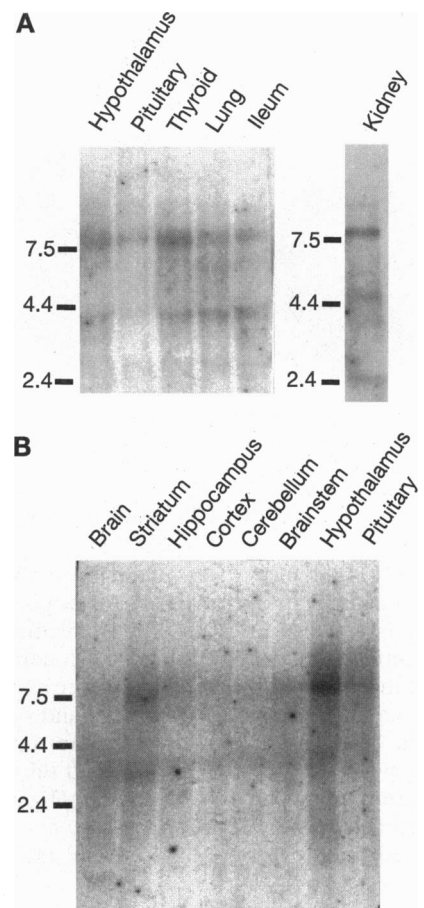 A
Hypothalamus
Pituitary
Thyroid
Lung
Ileum
Kidney
7.5
4.4
2.4
7.5
4.4
2.4
B
Brain
Striatum
Hippocampus
Cortex
Cerebellum
Brainstem
Hypothalamus
Pituitary
7.5
4.4
2.4